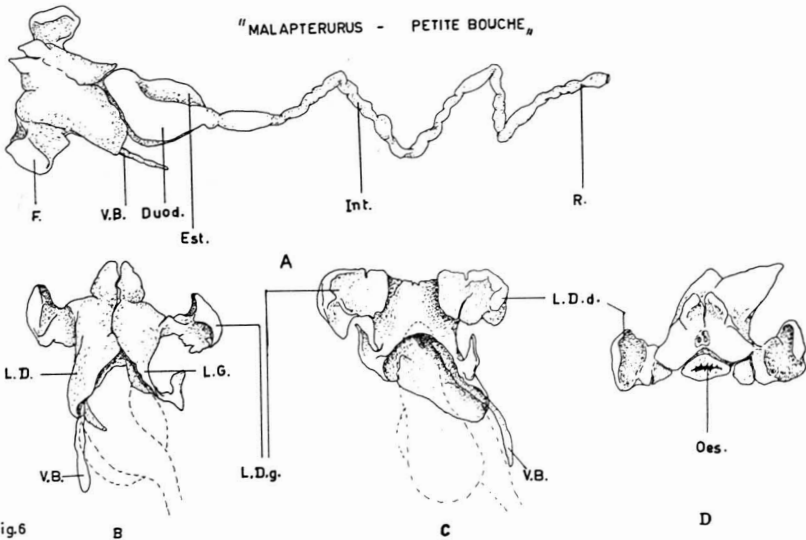 "MALAPTERURUS - PETITE BOUCHE„
F.
V.B.
Duod.
Est.
Int.
R.
A
L.D.
L.G.
V.B.
L.D.g.
L.D.d.
V.B.
Oes.
ig.6
B
C
D